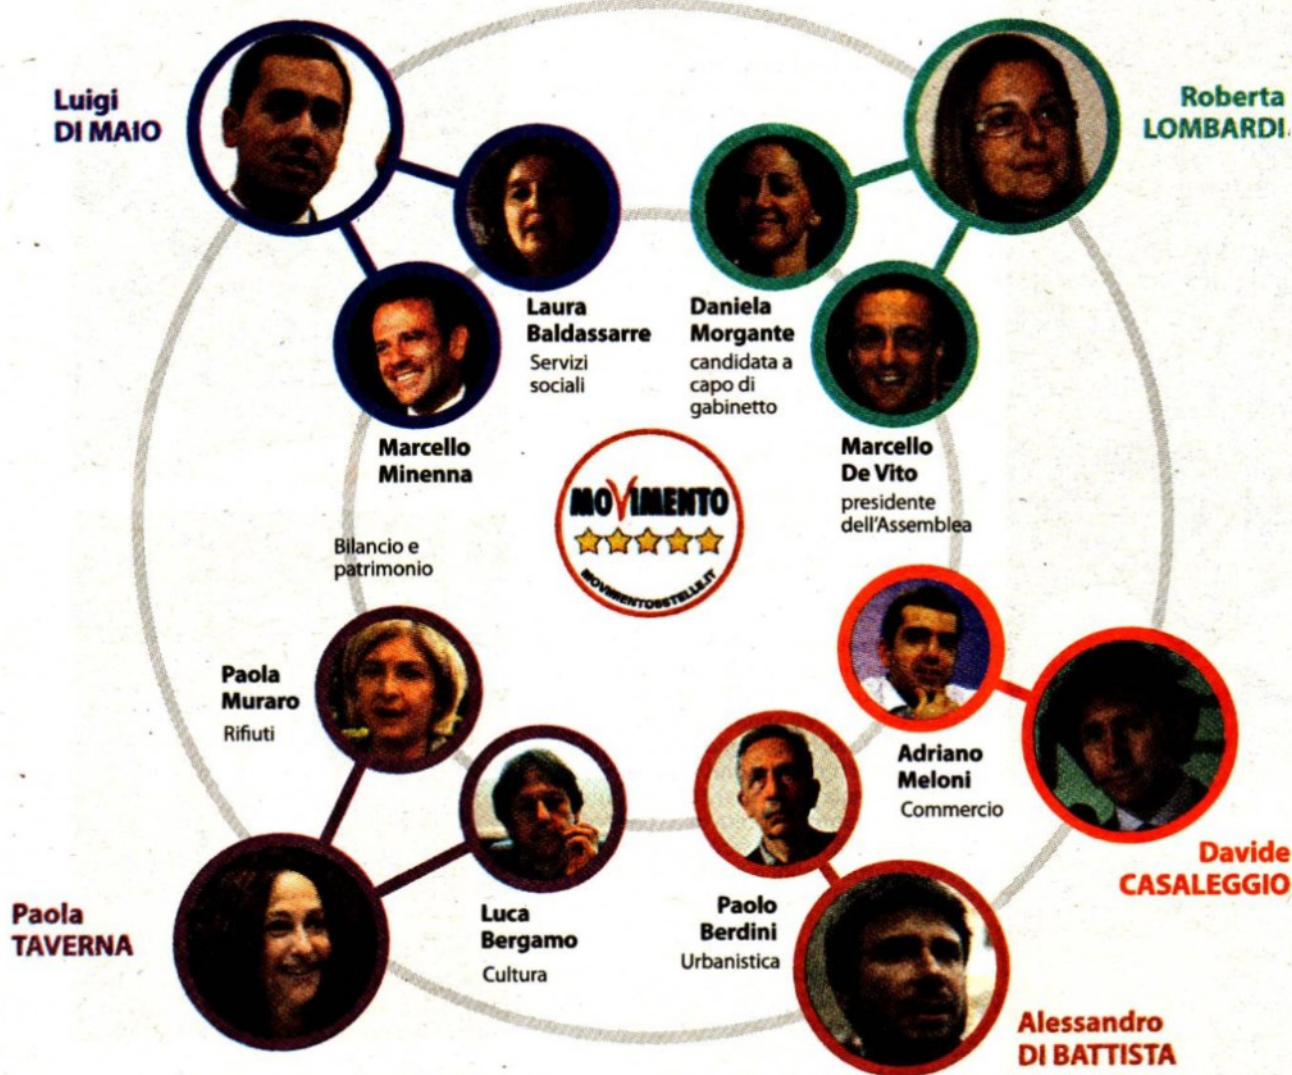 Luigi
DI MAIO
Roberta
LOMBARDI
Laura
Baldassarre
Servizi
sociali
Daniela
Morgante
candidata a
capo di
gabinetto
Marcello
Minenna
Bilancio e
patrimonio
Marcello
De Vito
presidente
dell'Assemblea
MOVIMENTO
MOVIMENTO5STELLE.IT
Paola
Muraro
Rifiuti
Adriano
Meloni
Commercio
Davide
CASALEGGIO
Paola
TAVERNA
Luca
Bergamo
Cultura
Paolo
Berdini
Urbanistica
Alessandro
DI BATTISTA